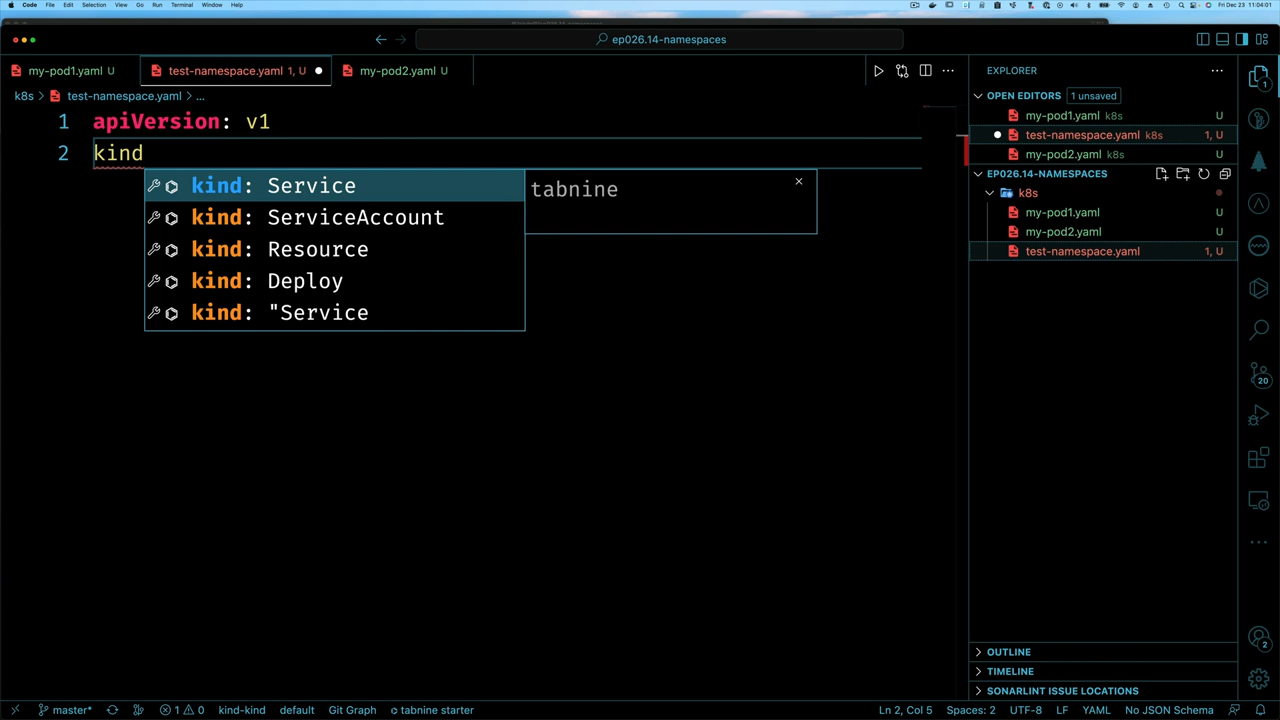 Code File Edit Selection View Go Run Terminal Window Help
Fri Dec 23 11:04:01
ep026.14-namespaces
my-pod1.yaml U
test-namespace.yaml 1, U
my-pod2.yaml U
k8s > test-namespace.yaml > ...
1 apiVersion: v1
2 kind
kind: Service
kind: ServiceAccount
kind: Resource
kind: Deploy
kind: "Service
tabnine
EXPLORER
OPEN EDITORS 1 unsaved
my-pod1.yaml k8s U
test-namespace.yaml k8s 1, U
my-pod2.yaml k8s U
EP026.14-NAMESPACES
k8s
my-pod1.yaml U
my-pod2.yaml U
test-namespace.yaml 1, U
OUTLINE
TIMELINE
SONARLINT ISSUE LOCATIONS
1
20
2
master* 1 0 kind-kind default Git Graph tabnine starter
Ln 2, Col 5 Spaces: 2 UTF-8 LF YAML No JSON Schema